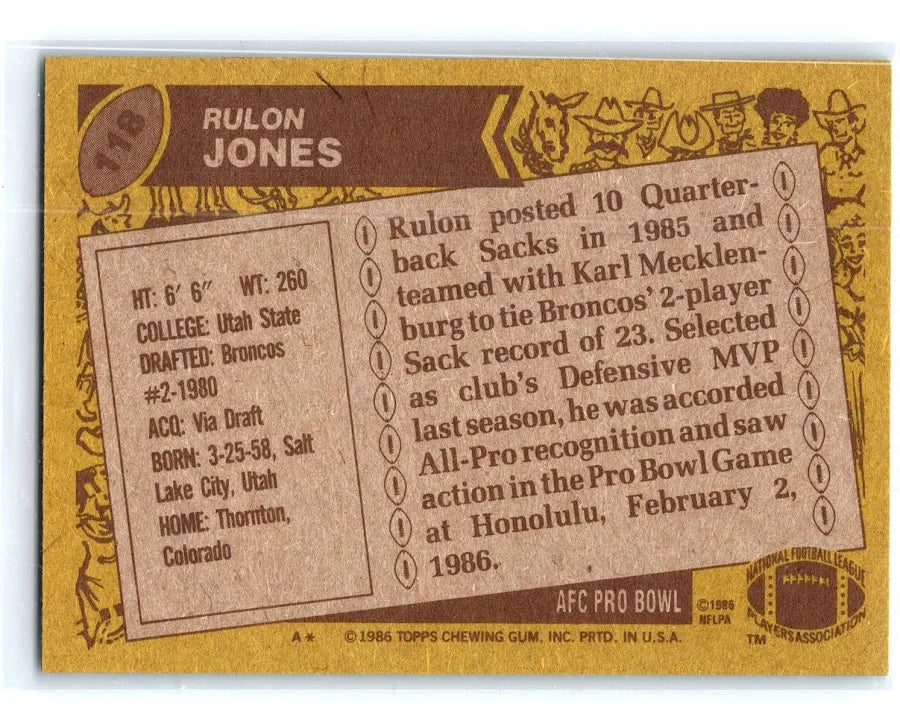 118
RULON
JONES
HT: 6' 6" WT: 260
COLLEGE: Utah State
DRAFTED: Broncos
#2-1980
ACQ: Via Draft
BORN: 3-25-58, Salt
Lake City, Utah
HOME: Thornton,
Colorado
Rulon posted 10 Quarter-
back Sacks in 1985 and
teamed with Karl Mecklen-
burg to tie Broncos' 2-player
Sack record of 23. Selected
as club's Defensive MVP
last season, he was accorded
All-Pro recognition and saw
action in the Pro Bowl Game
at Honolulu, February 2,
1986.
AFC PRO BOWL
©1986
NFLPA
NATIONAL FOOTBALL LEAGUE
PLAYERS ASSOCIATION
TM
A* ©1986 TOPPS CHEWING GUM, INC. PRTD. IN U.S.A.